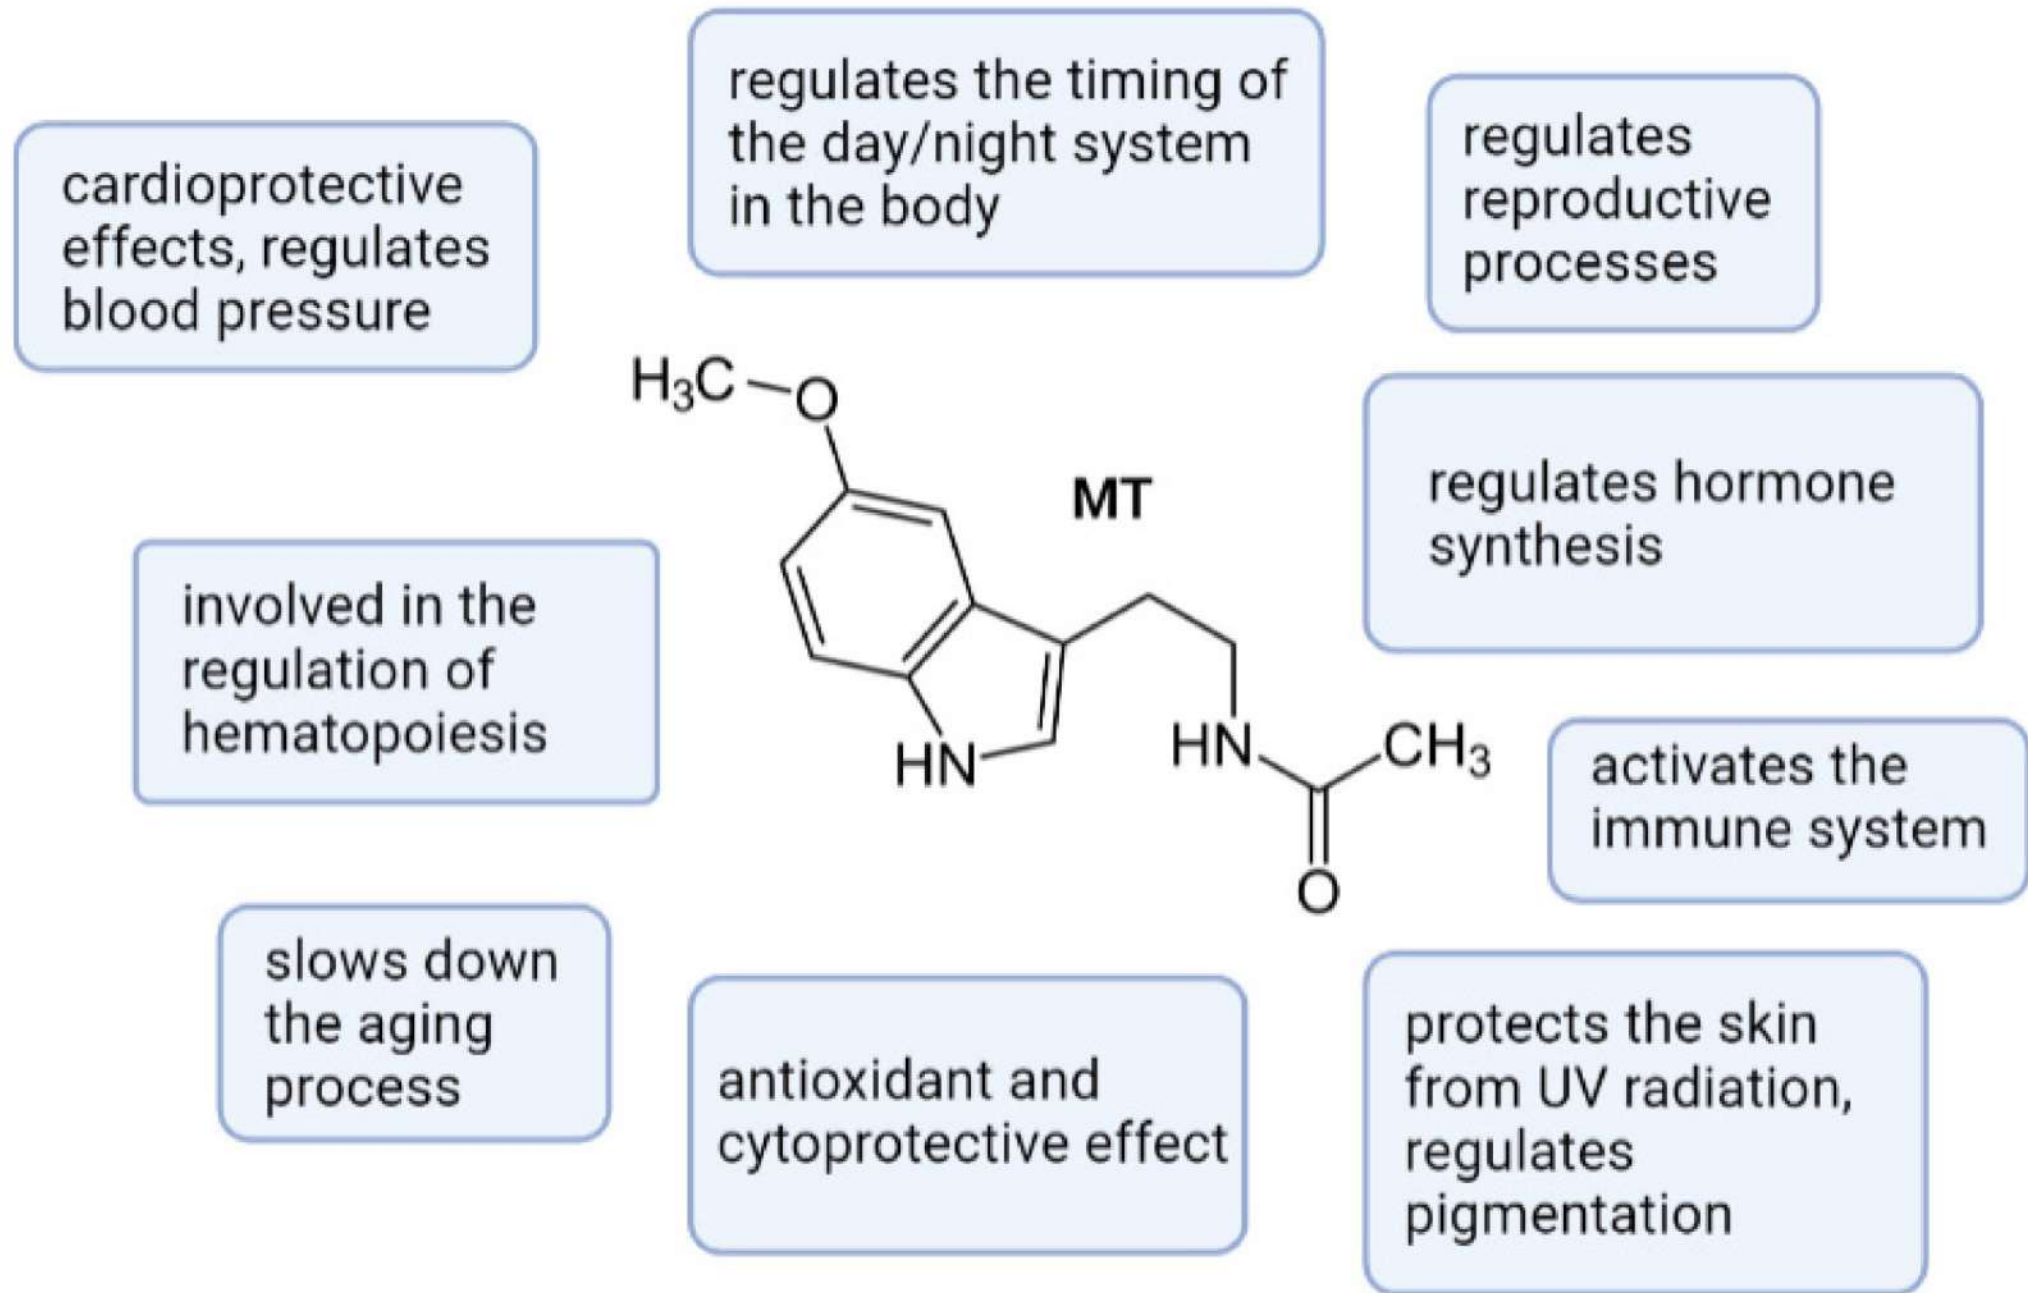 regulates the timing of
the day/night system
in the body
regulates
reproductive
processes
cardioprotective
effects, regulates
blood pressure
H₃C
O
MT
regulates hormone
synthesis
involved in the
regulation of
hematopoiesis
HN
HN
CH₃
O
activates the
immune system
slows down
the aging
process
antioxidant and
cytoprotective effect
protects the skin
from UV radiation,
regulates
pigmentation